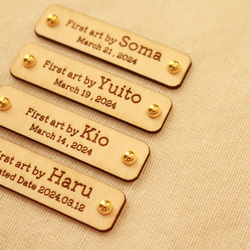 First art by Soma
March 21, 2024
First art by Yuito
March 19, 2024
First art by Kio
March 14, 2024
First art by Haru
Date 2024.03.12